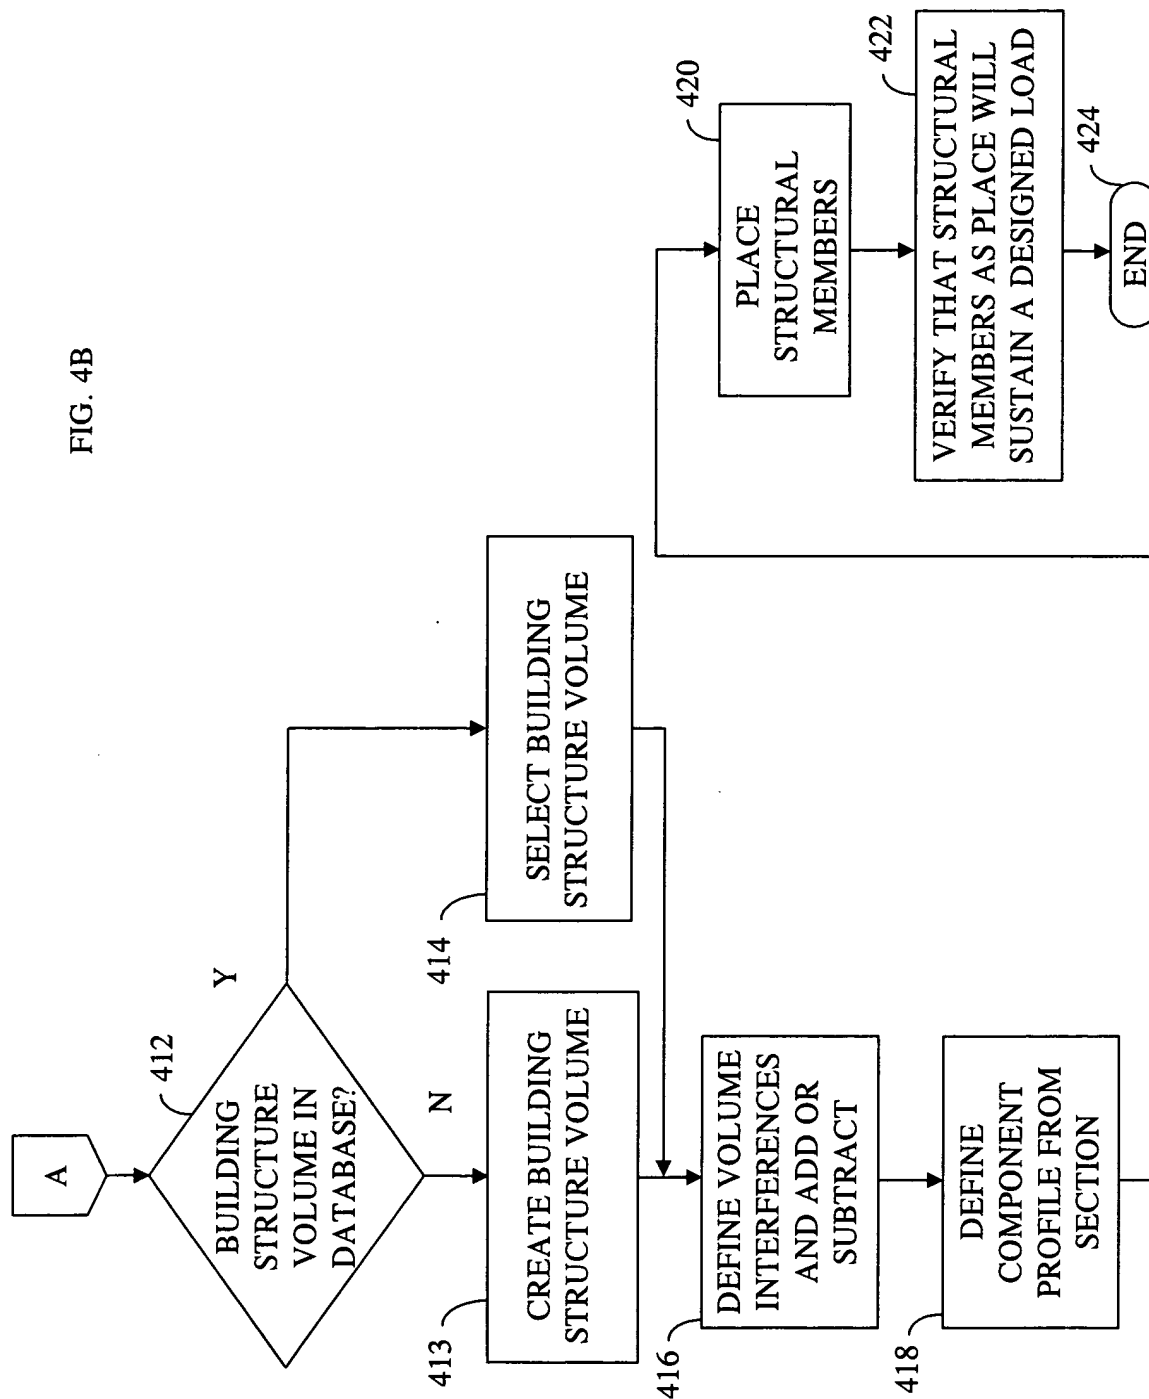 FIG. 4B
A
412
BUILDING
STRUCTURE
VOLUME IN
DATABASE?
Y
N
413
CREATE BUILDING
STRUCTURE VOLUME
414
SELECT BUILDING
STRUCTURE VOLUME
416
DEFINE VOLUME
INTERFERENCES
AND ADD OR
SUBTRACT
418
DEFINE
COMPONENT
PROFILE FROM
SECTION
420
PLACE
STRUCTURAL
MEMBERS
422
VERIFY THAT STRUCTURAL
MEMBERS AS PLACE WILL
SUSTAIN A DESIGNED LOAD
424
END